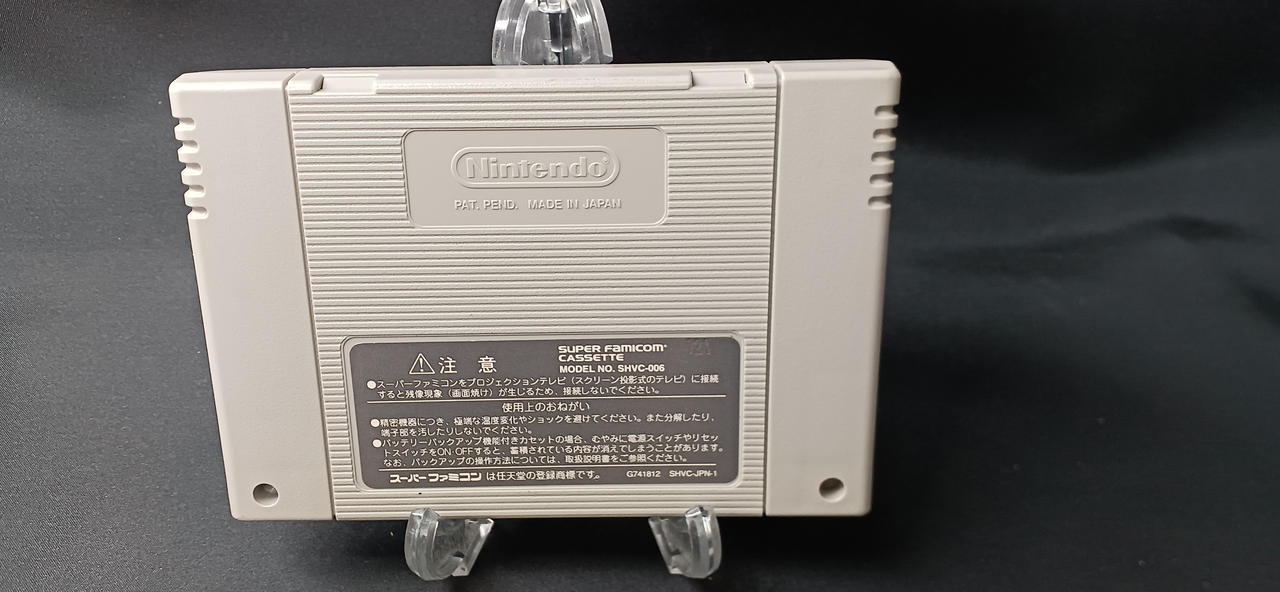 Nintendo®
PAT. PEND. MADE IN JAPAN
⚠注 意
SUPER FAMICOM®
CASSETTE
MODEL NO. SHVC-006
●スーパーファミコンをプロジェクションテレビ（スクリーン投影式のテレビ）に接続
すると残像現象（画面焼け）が生じるため、接続しないでください。
使用上のおねがい
●精密機器につき、極端な温度変化やショックを避けてください。また分解したり、
端子部を汚したりしないでください。
●バッテリーバックアップ機能付きカセットの場合、むやみに電源スイッチやリセッ
トスイッチをON・OFFすると、蓄積されている内容が消えてしまうことがあります。
なお、バックアップの操作方法については、取扱説明書をご参照ください。
スーパーファミコンは任天堂の登録商標です。
G741812 SHVC-JPN-1